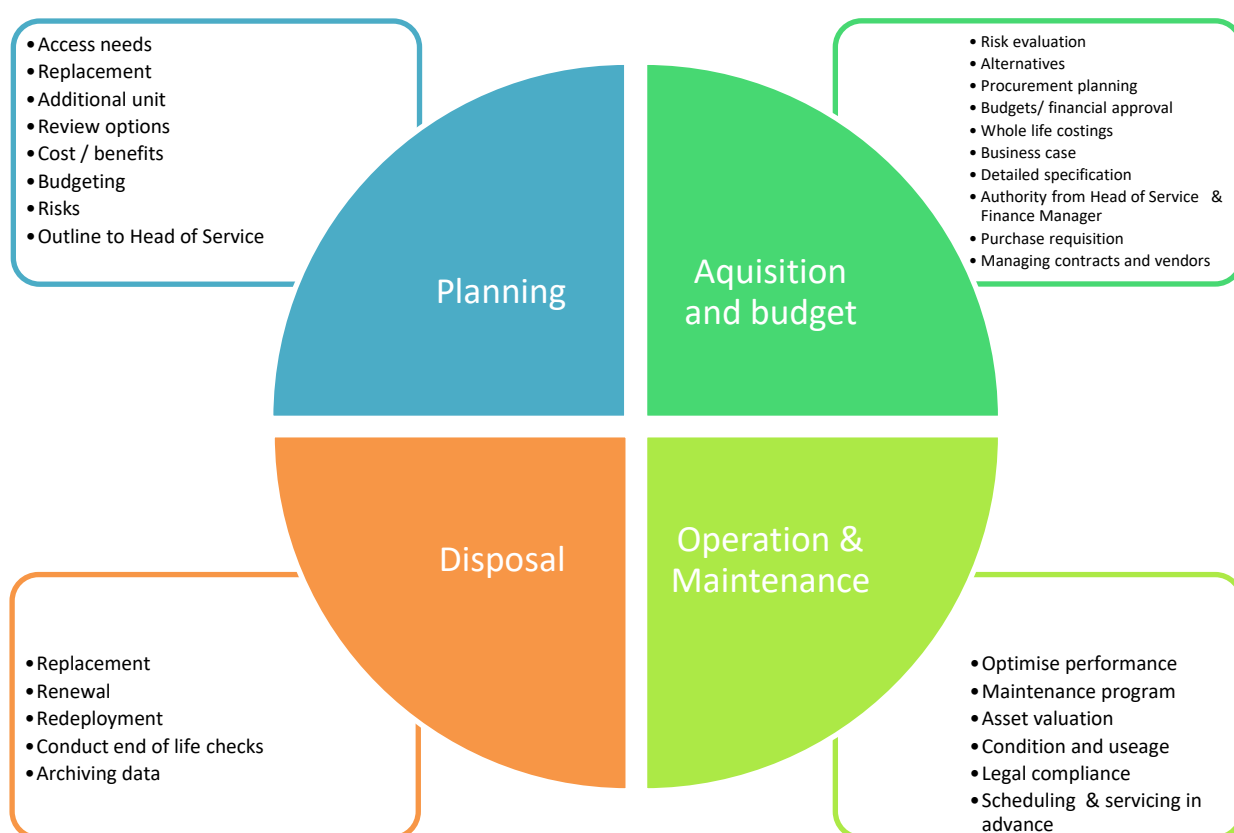 •Access needs
•Replacement
•Additional unit
•Review options
•Cost / benefits
•Budgeting
•Risks
•Outline to Head of Service
Planning
• Risk evaluation
• Alternatives
• Procurement planning
• Budgets/ financial approval
• Whole life costings
• Business case
• Detailed specification
• Authority from Head of Service &
Finance Manager
• Purchase requisition
• Managing contracts and vendors
Aquisition
and budget
Disposal
•Replacement
•Renewal
•Redeployment
•Conduct end of life checks
•Archiving data
Operation &
Maintenance
•Optimise performance
•Maintenance program
•Asset valuation
•Condition and useage
•Legal compliance
•Scheduling & servicing in
advance